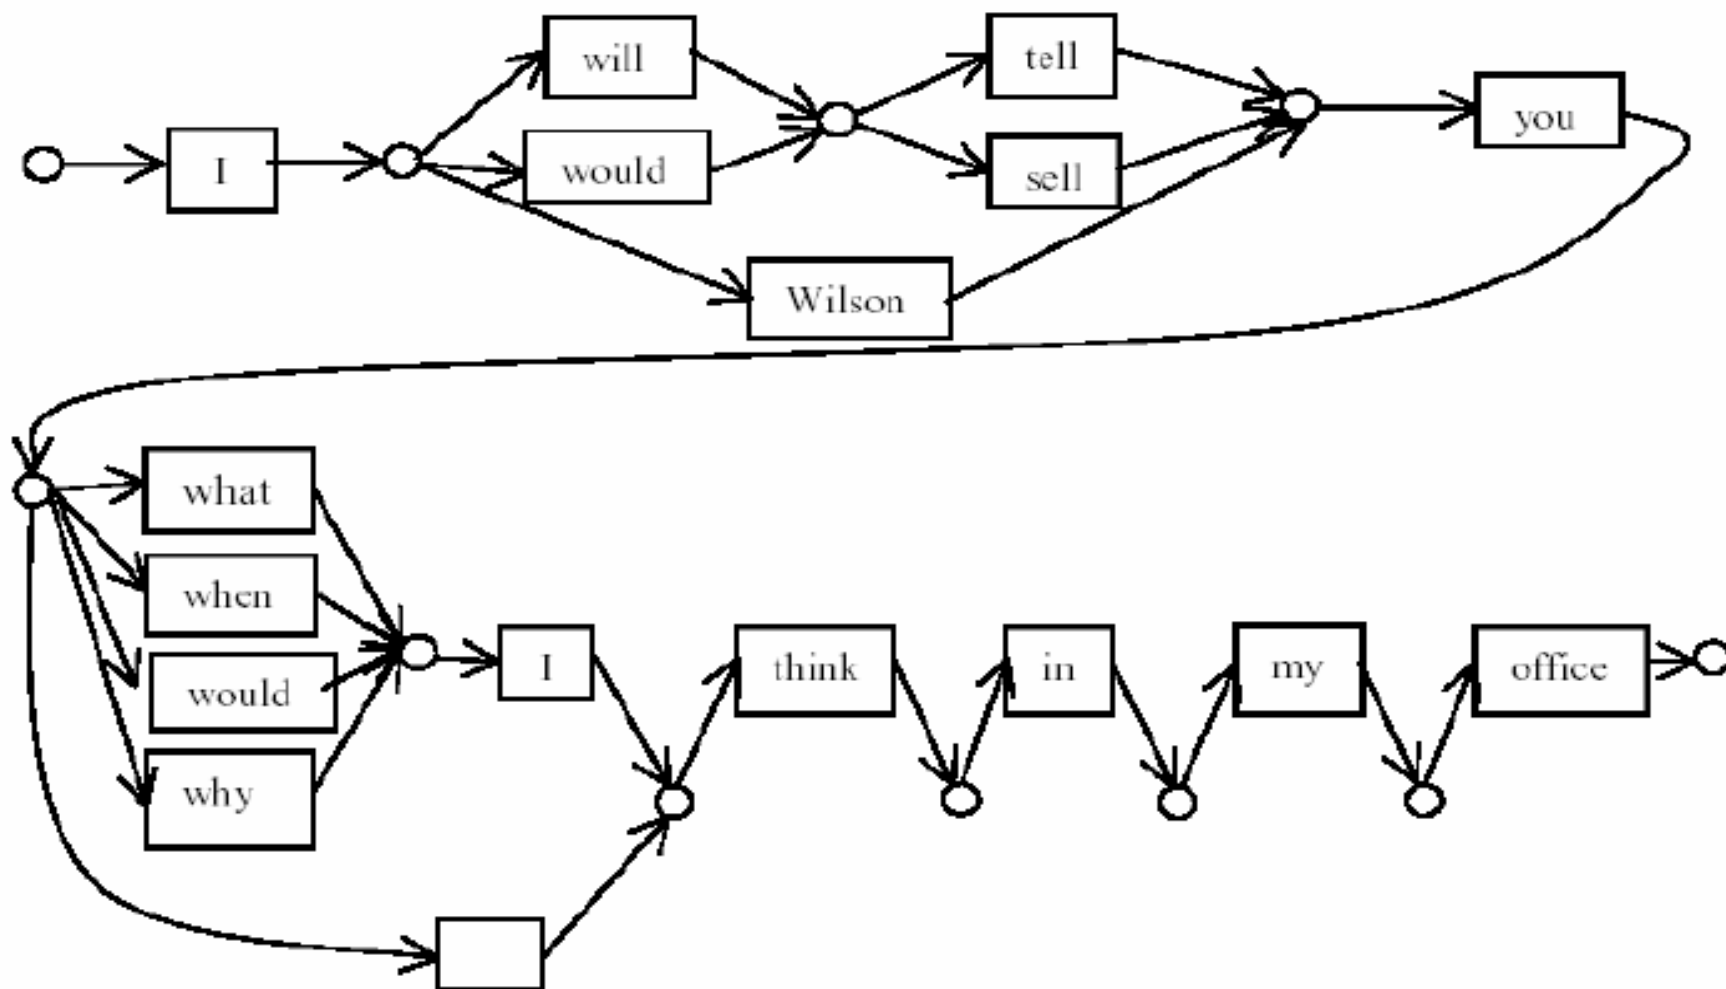 will
tell
I
would
sell
you
Wilson
what
when
would
why
I
think
in
my
office